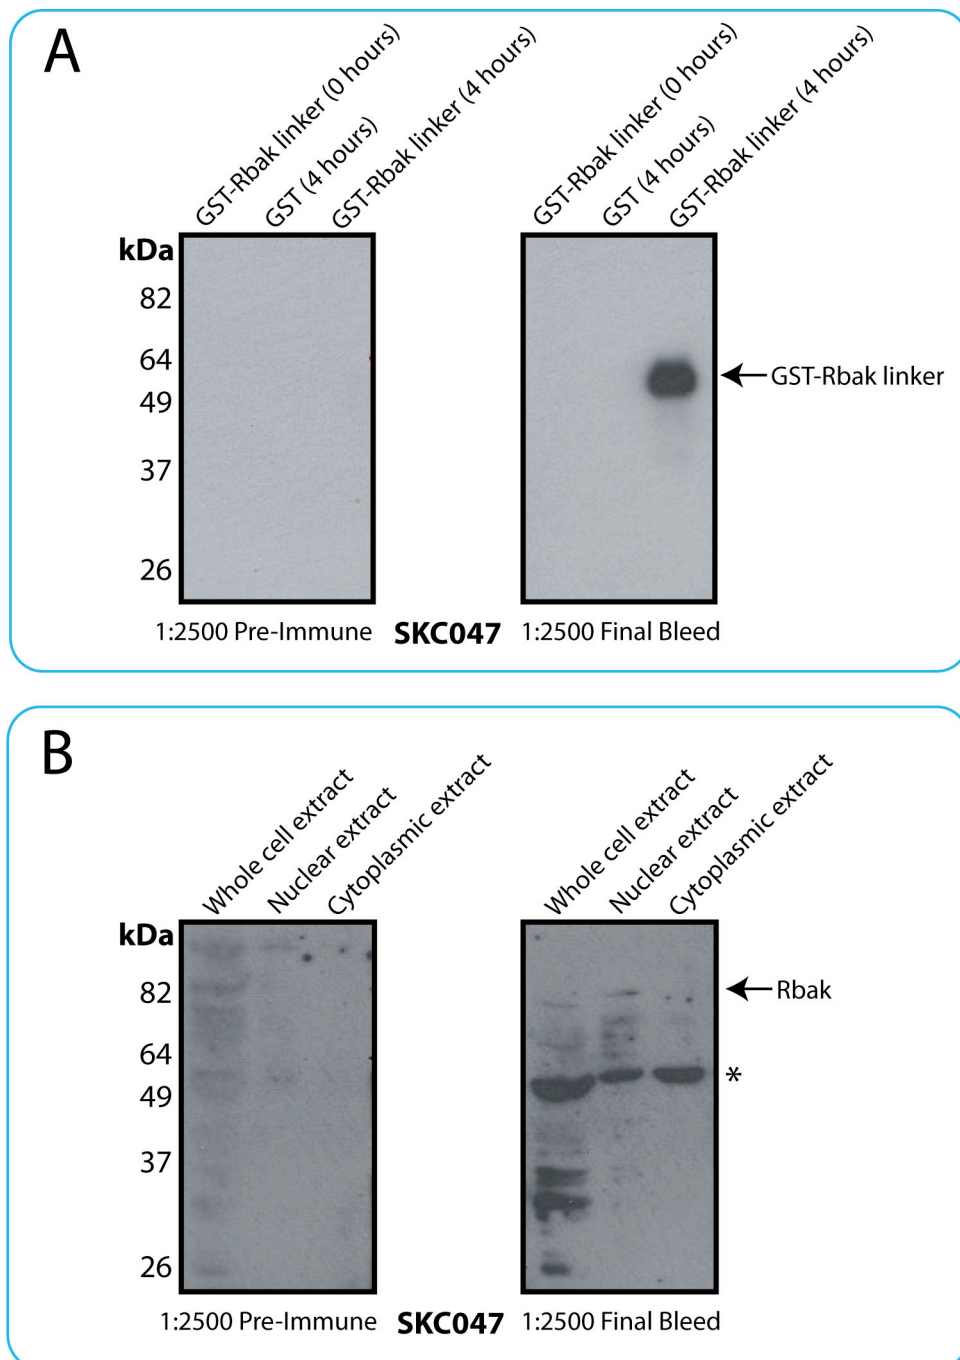 A
GST-Rbak linker (0 hours)
GST (4 hours)
GST-Rbak linker (4 hours)
GST-Rbak linker (0 hours)
GST (4 hours)
GST-Rbak linker (4 hours)
kDa
82
64
49
37
26
GST-Rbak linker
1:2500 Pre-Immune SKC047 1:2500 Final Bleed
B
Whole cell extract
Nuclear extract
Cytoplasmic extract
Whole cell extract
Nuclear extract
Cytoplasmic extract
kDa
82
64
49
37
26
Rbak
*
1:2500 Pre-Immune SKC047 1:2500 Final Bleed